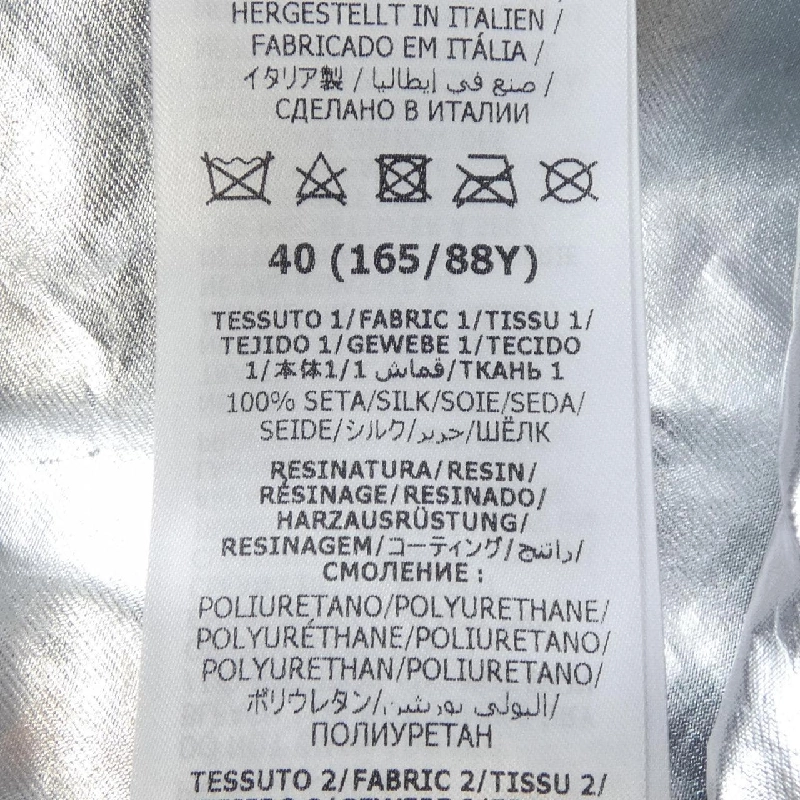 HERGESTELLT IN ITALIEN /
FABRICADO EM ITÁLIA /
イタリア製 / صنع في إيطاليا /
СДЕЛАНО В ИТАЛИИ
40 (165/88Y)
TESSUTO 1/FABRIC 1/TISSU 1/
TEJIDO 1/GEWEBE 1/TECIDO
1/本体1/1 قماش/ТКАНЬ 1
100% SETA/SILK/SOIE/SEDA/
SEIDE/シルク/حرير/ШЁЛК
RESINATURA/RESIN/
RÉSINAGE/RESINADO/
HARZAUSRÜSTUNG/
RESINAGEM/コーティング/راتنج/
СМОЛЕНИЕ :
POLIURETANO/POLYURETHANE/
POLYURÉTHANE/POLIURETANO/
POLYURETHAN/POLIURETANO/
ポリウレタン/البولي يوريثين/
ПОЛИУРЕТАН
TESSUTO 2/FABRIC 2/TISSU 2/